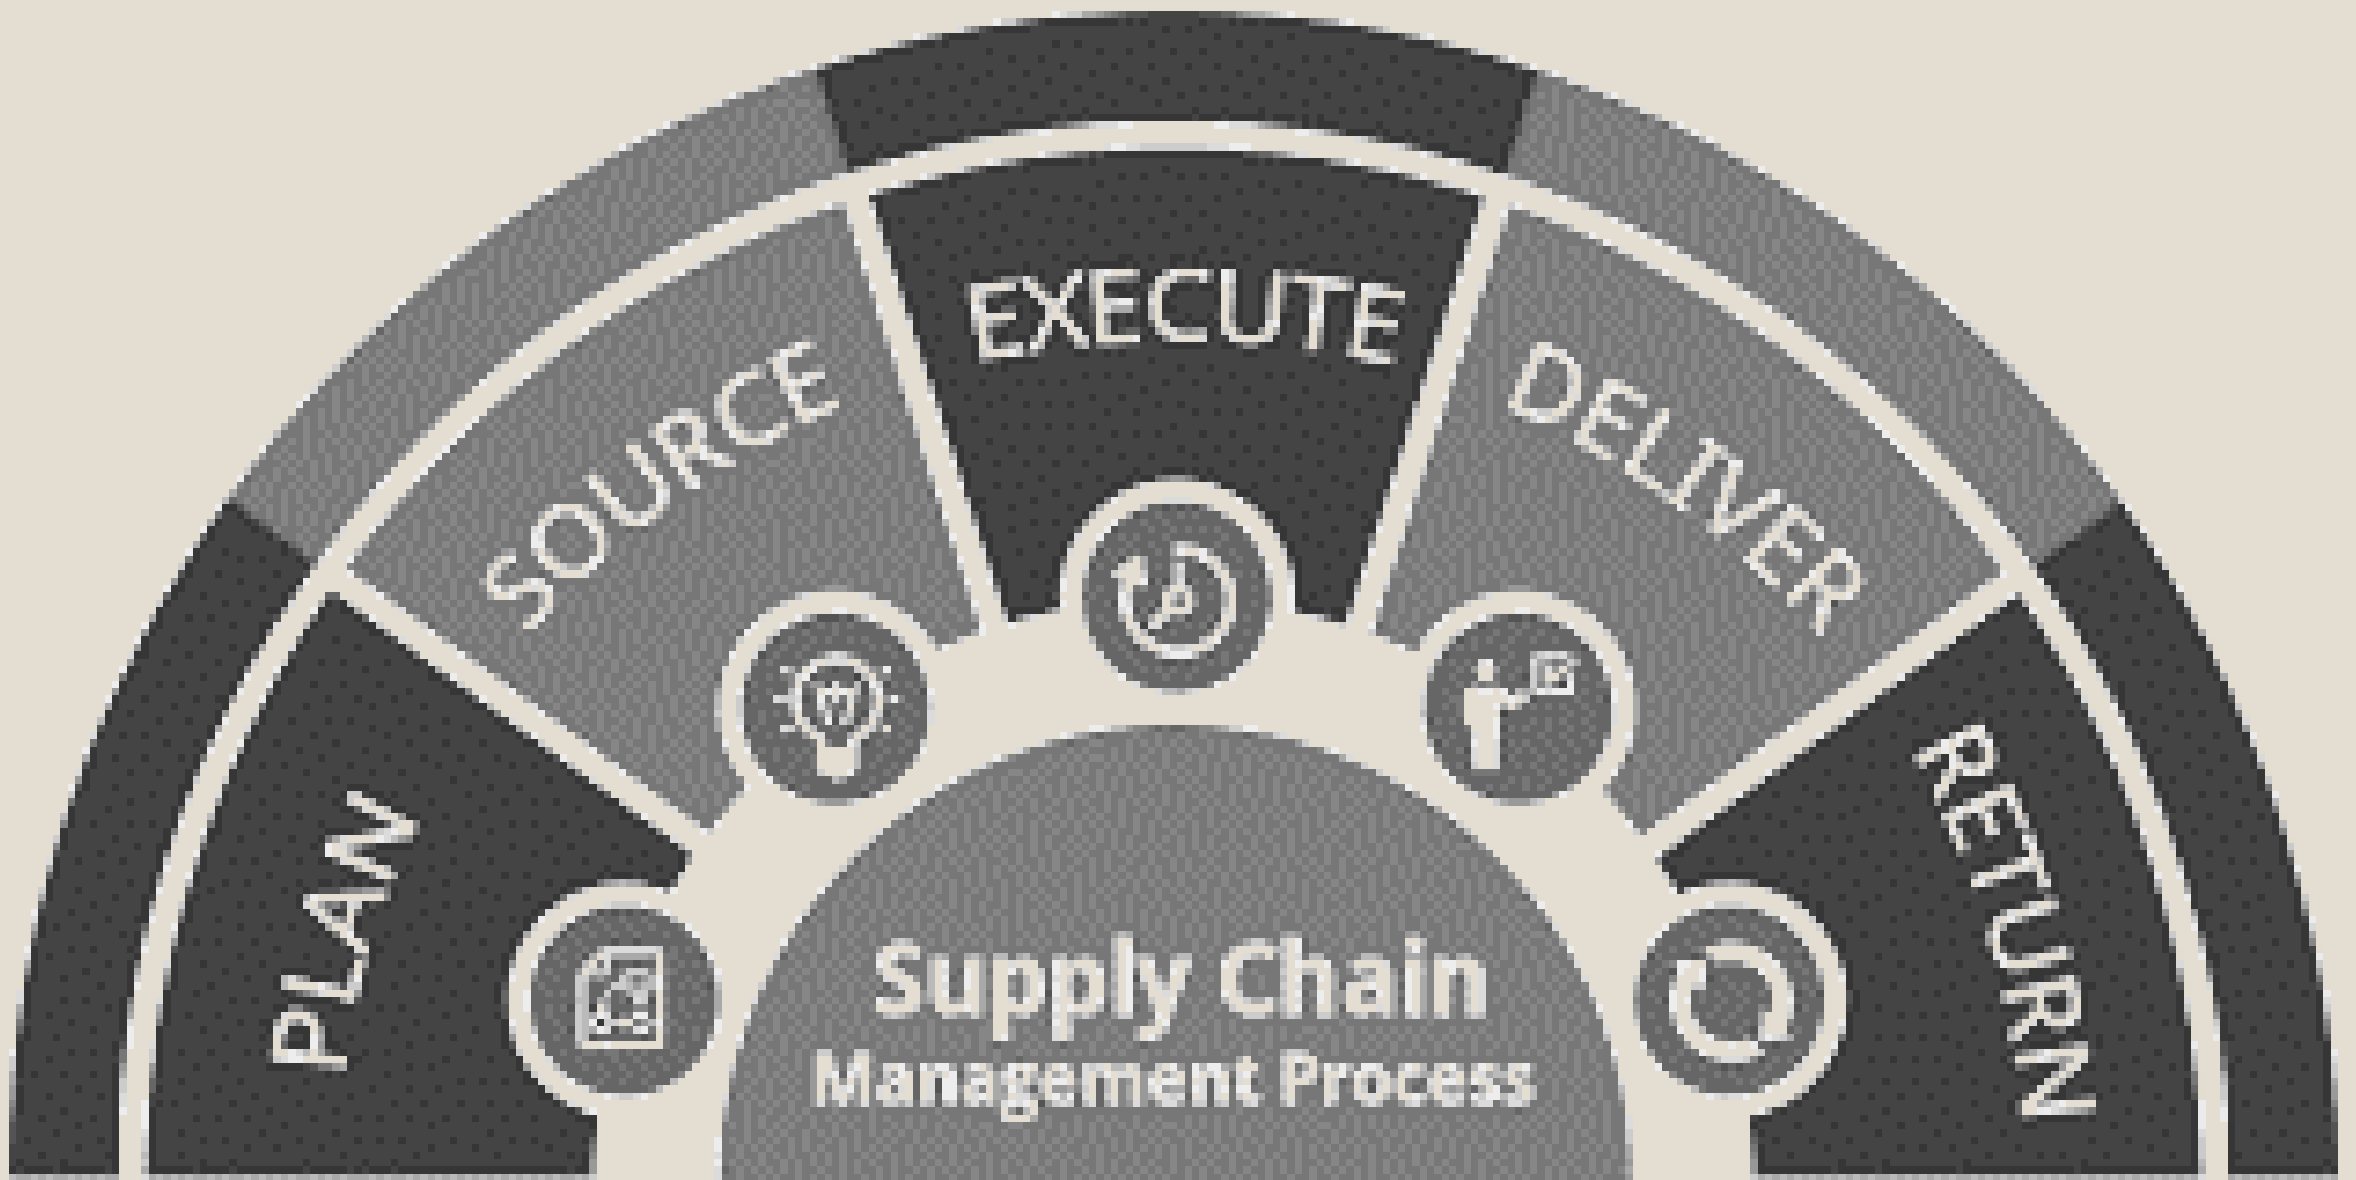 PLAN
SOURCE
EXECUTE
DELIVER
RETURN
Supply Chain
Management Process